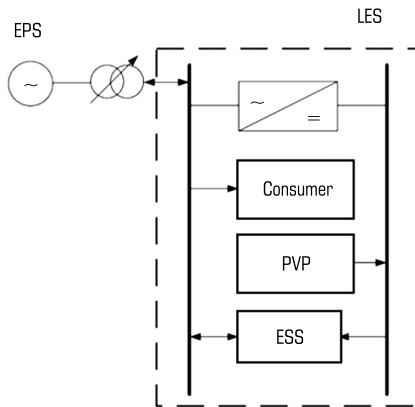 EPS
LES
~
~
=
Consumer
PVP
ESS